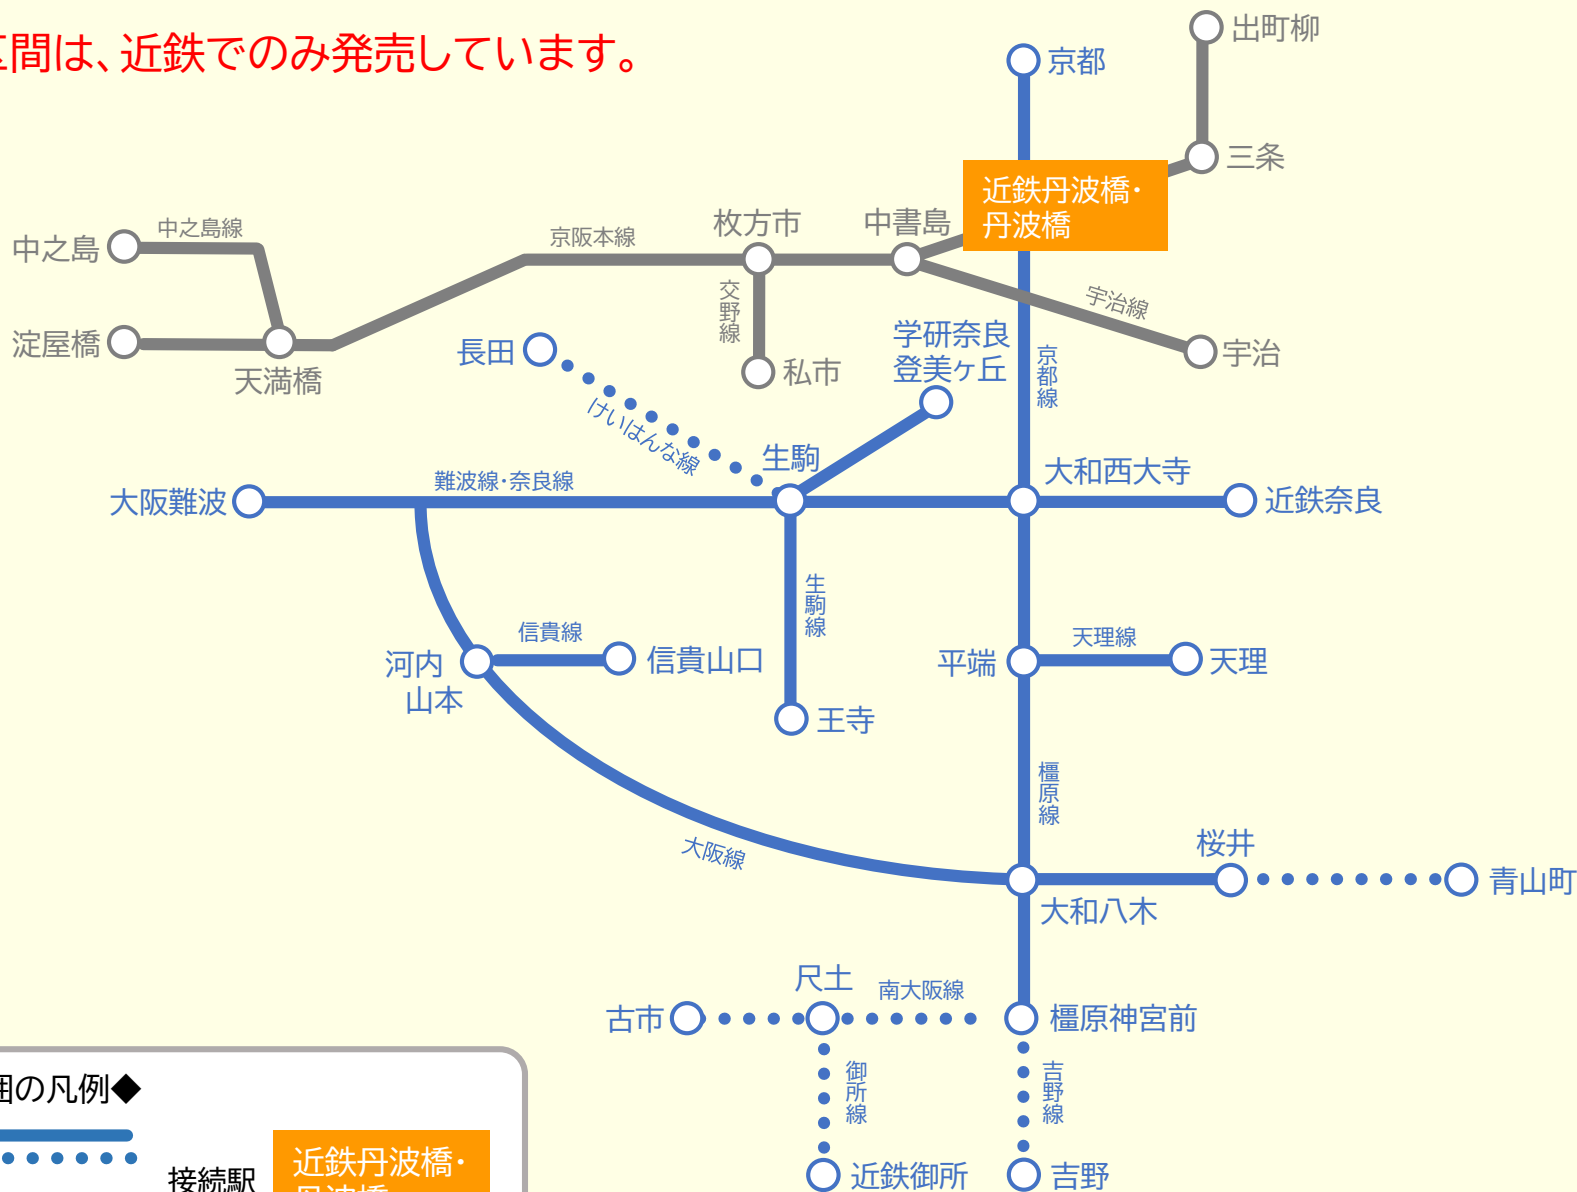 区間は、近鉄でのみ発売しています。
出町柳
京都
三条
近鉄丹波橋・
丹波橋
中之島線
中之島
京阪本線
枚方市
中書島
淀屋橋
天満橋
交野線
私市
宇治線
宇治
長田
けいはんな線
学研奈良
登美ヶ丘
京都線
生駒
大和西大寺
難波線・奈良線
大阪難波
近鉄奈良
生駒線
信貴線
信貴山口
河内
山本
王寺
平端
天理線
天理
橿原線
大阪線
桜井
青山町
大和八木
尺土
南大阪線
古市
橿原神宮前
御所線
吉野線
近鉄御所
吉野
囲の凡例◆
接続駅
近鉄丹波橋・
丹波橋